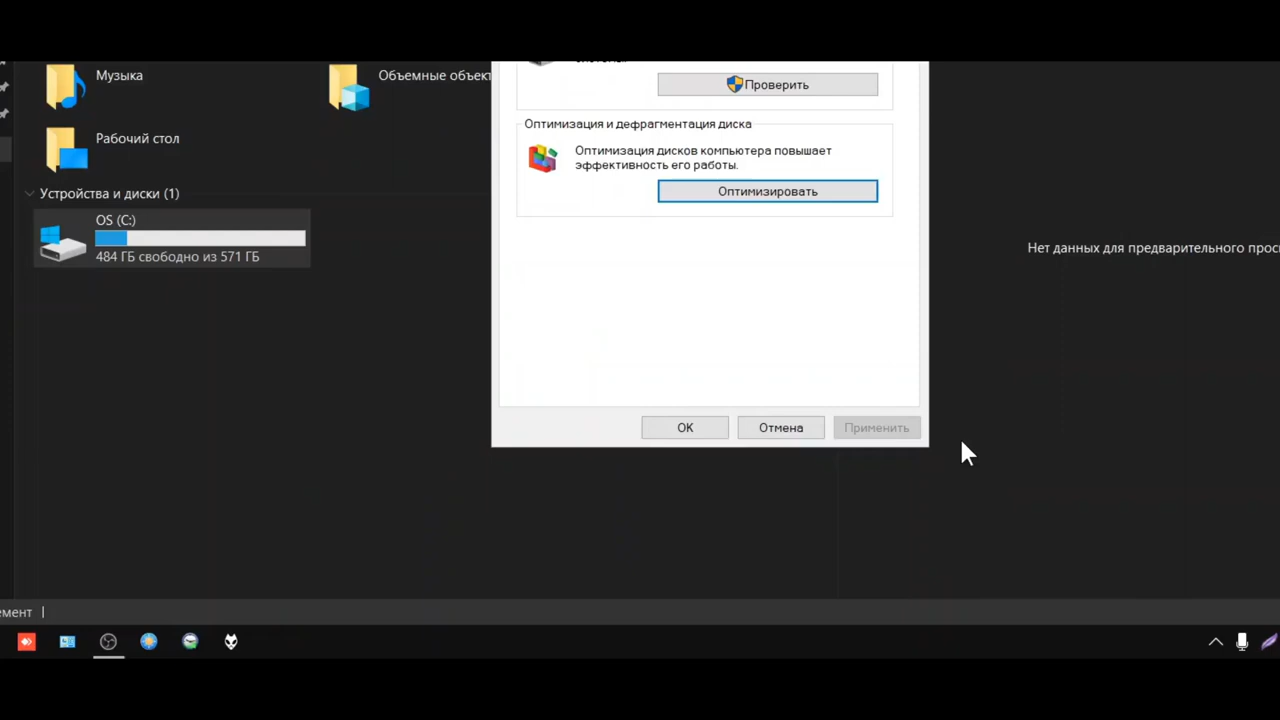 Музыка
Объемные объект
Рабочий стол
Устройства и диски (1)
OS (C:)
484 ГБ свободно из 571 ГБ
Проверить
Оптимизация и дефрагментация диска
Оптимизация дисков компьютера повышает
эффективность его работы.
Оптимизировать
OK
Отмена
Применить
Нет данных для предварительного прос
емент